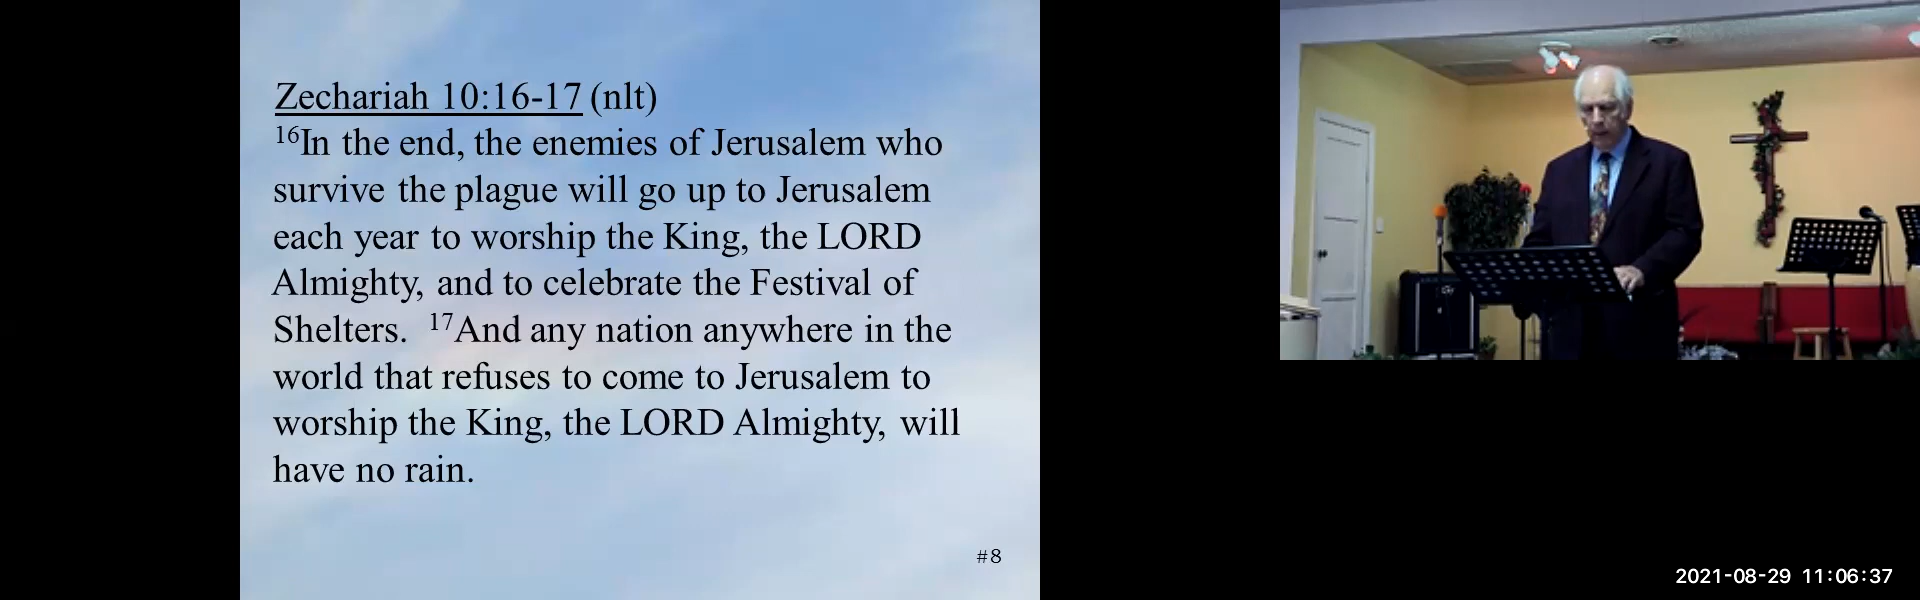 Zechariah 10:16-17 (nlt)
16In the end, the enemies of Jerusalem who
survive the plague will go up to Jerusalem
each year to worship the King, the LORD
Almighty, and to celebrate the Festival of
Shelters. 17And any nation anywhere in the
world that refuses to come to Jerusalem to
worship the King, the LORD Almighty, will
have no rain.
#8
2021-08-29 11:06:37